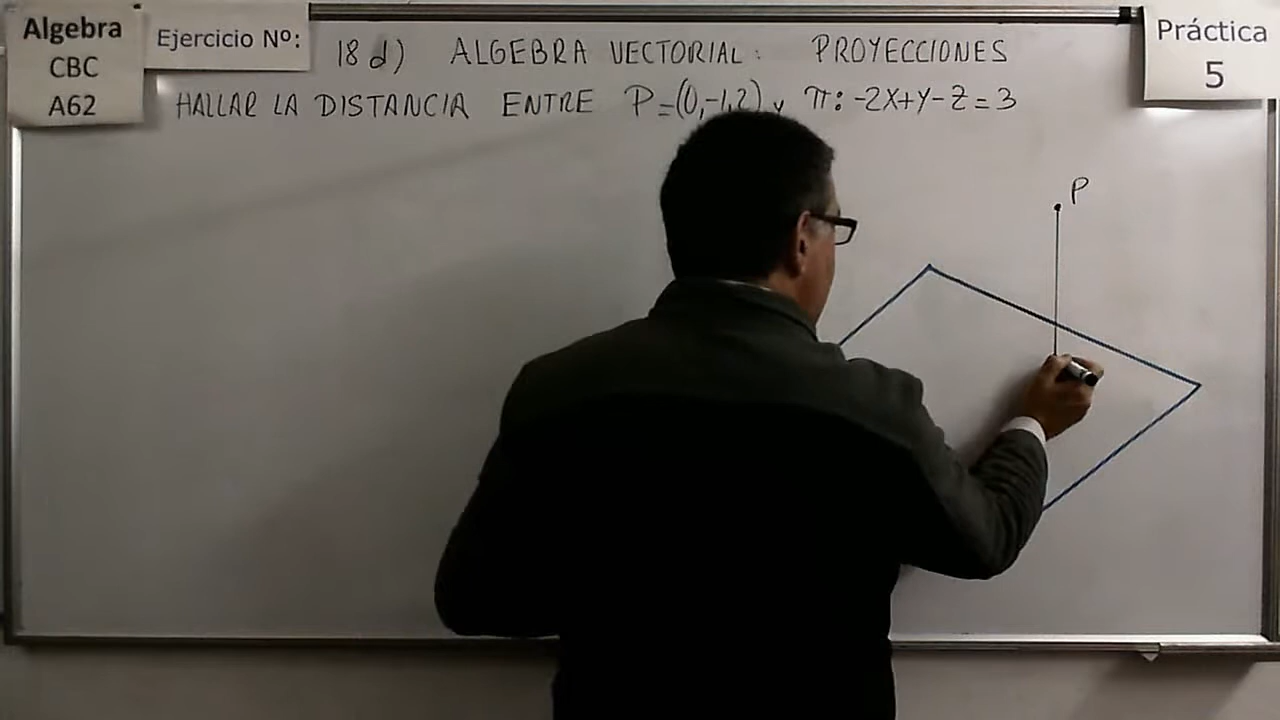 Algebra
CBC
A62
Ejercicio Nº:
18 d) ALGEBRA VECTORIAL: PROYECCIONES
Práctica
5
HALLAR LA DISTANCIA ENTRE P=(0,-1,2) y π: -2X+Y-Z=3
P